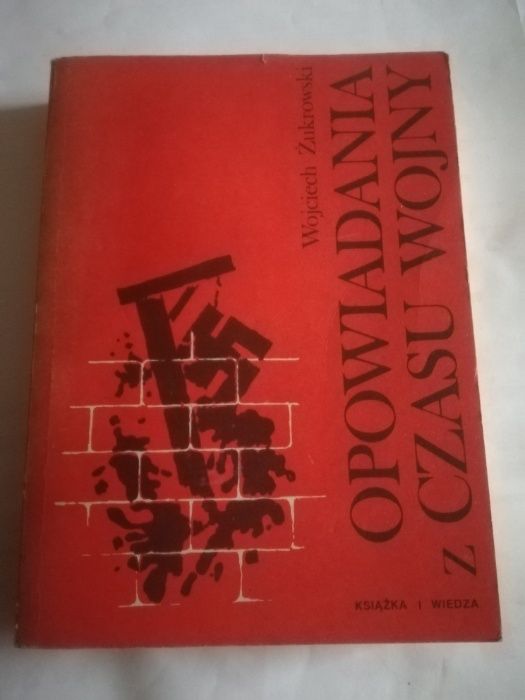 Wojciech Żukrowski
OPOWIADANIA
z CZASU WOJNY
KSIĄŻKA I WIEDZA